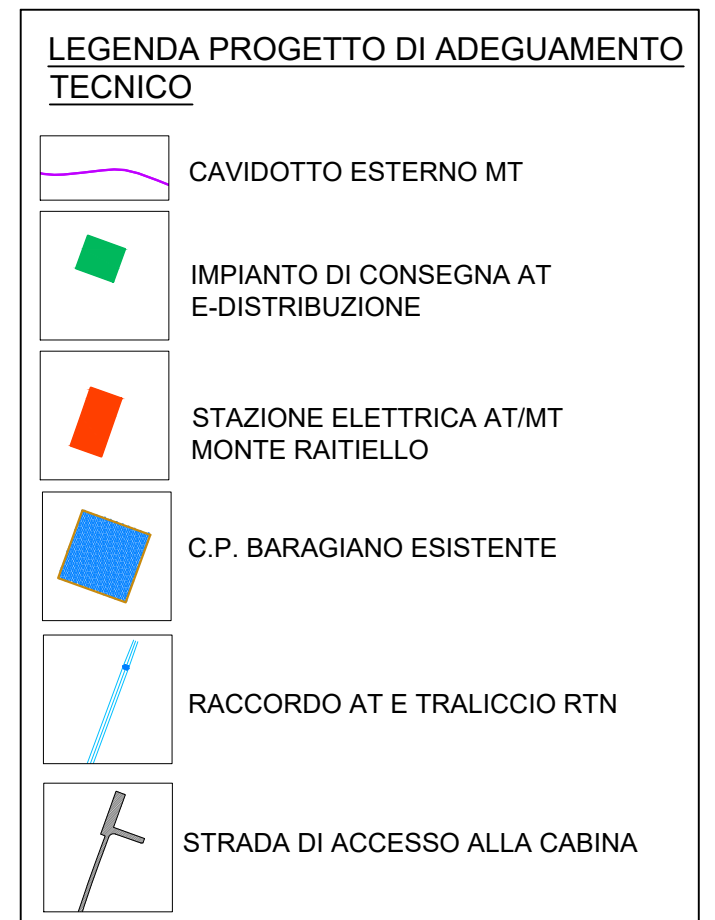 LEGENDA PROGETTO DI ADEGUAMENTO
TECNICO
CAVIDOTTO ESTERNO MT
IMPIANTO DI CONSEGNA AT
E-DISTRIBUZIONE
STAZIONE ELETTRICA AT/MT
MONTE RAITIELLO
C.P. BARAGIANO ESISTENTE
RACCORDO AT E TRALICCIO RTN
STRADA DI ACCESSO ALLA CABINA